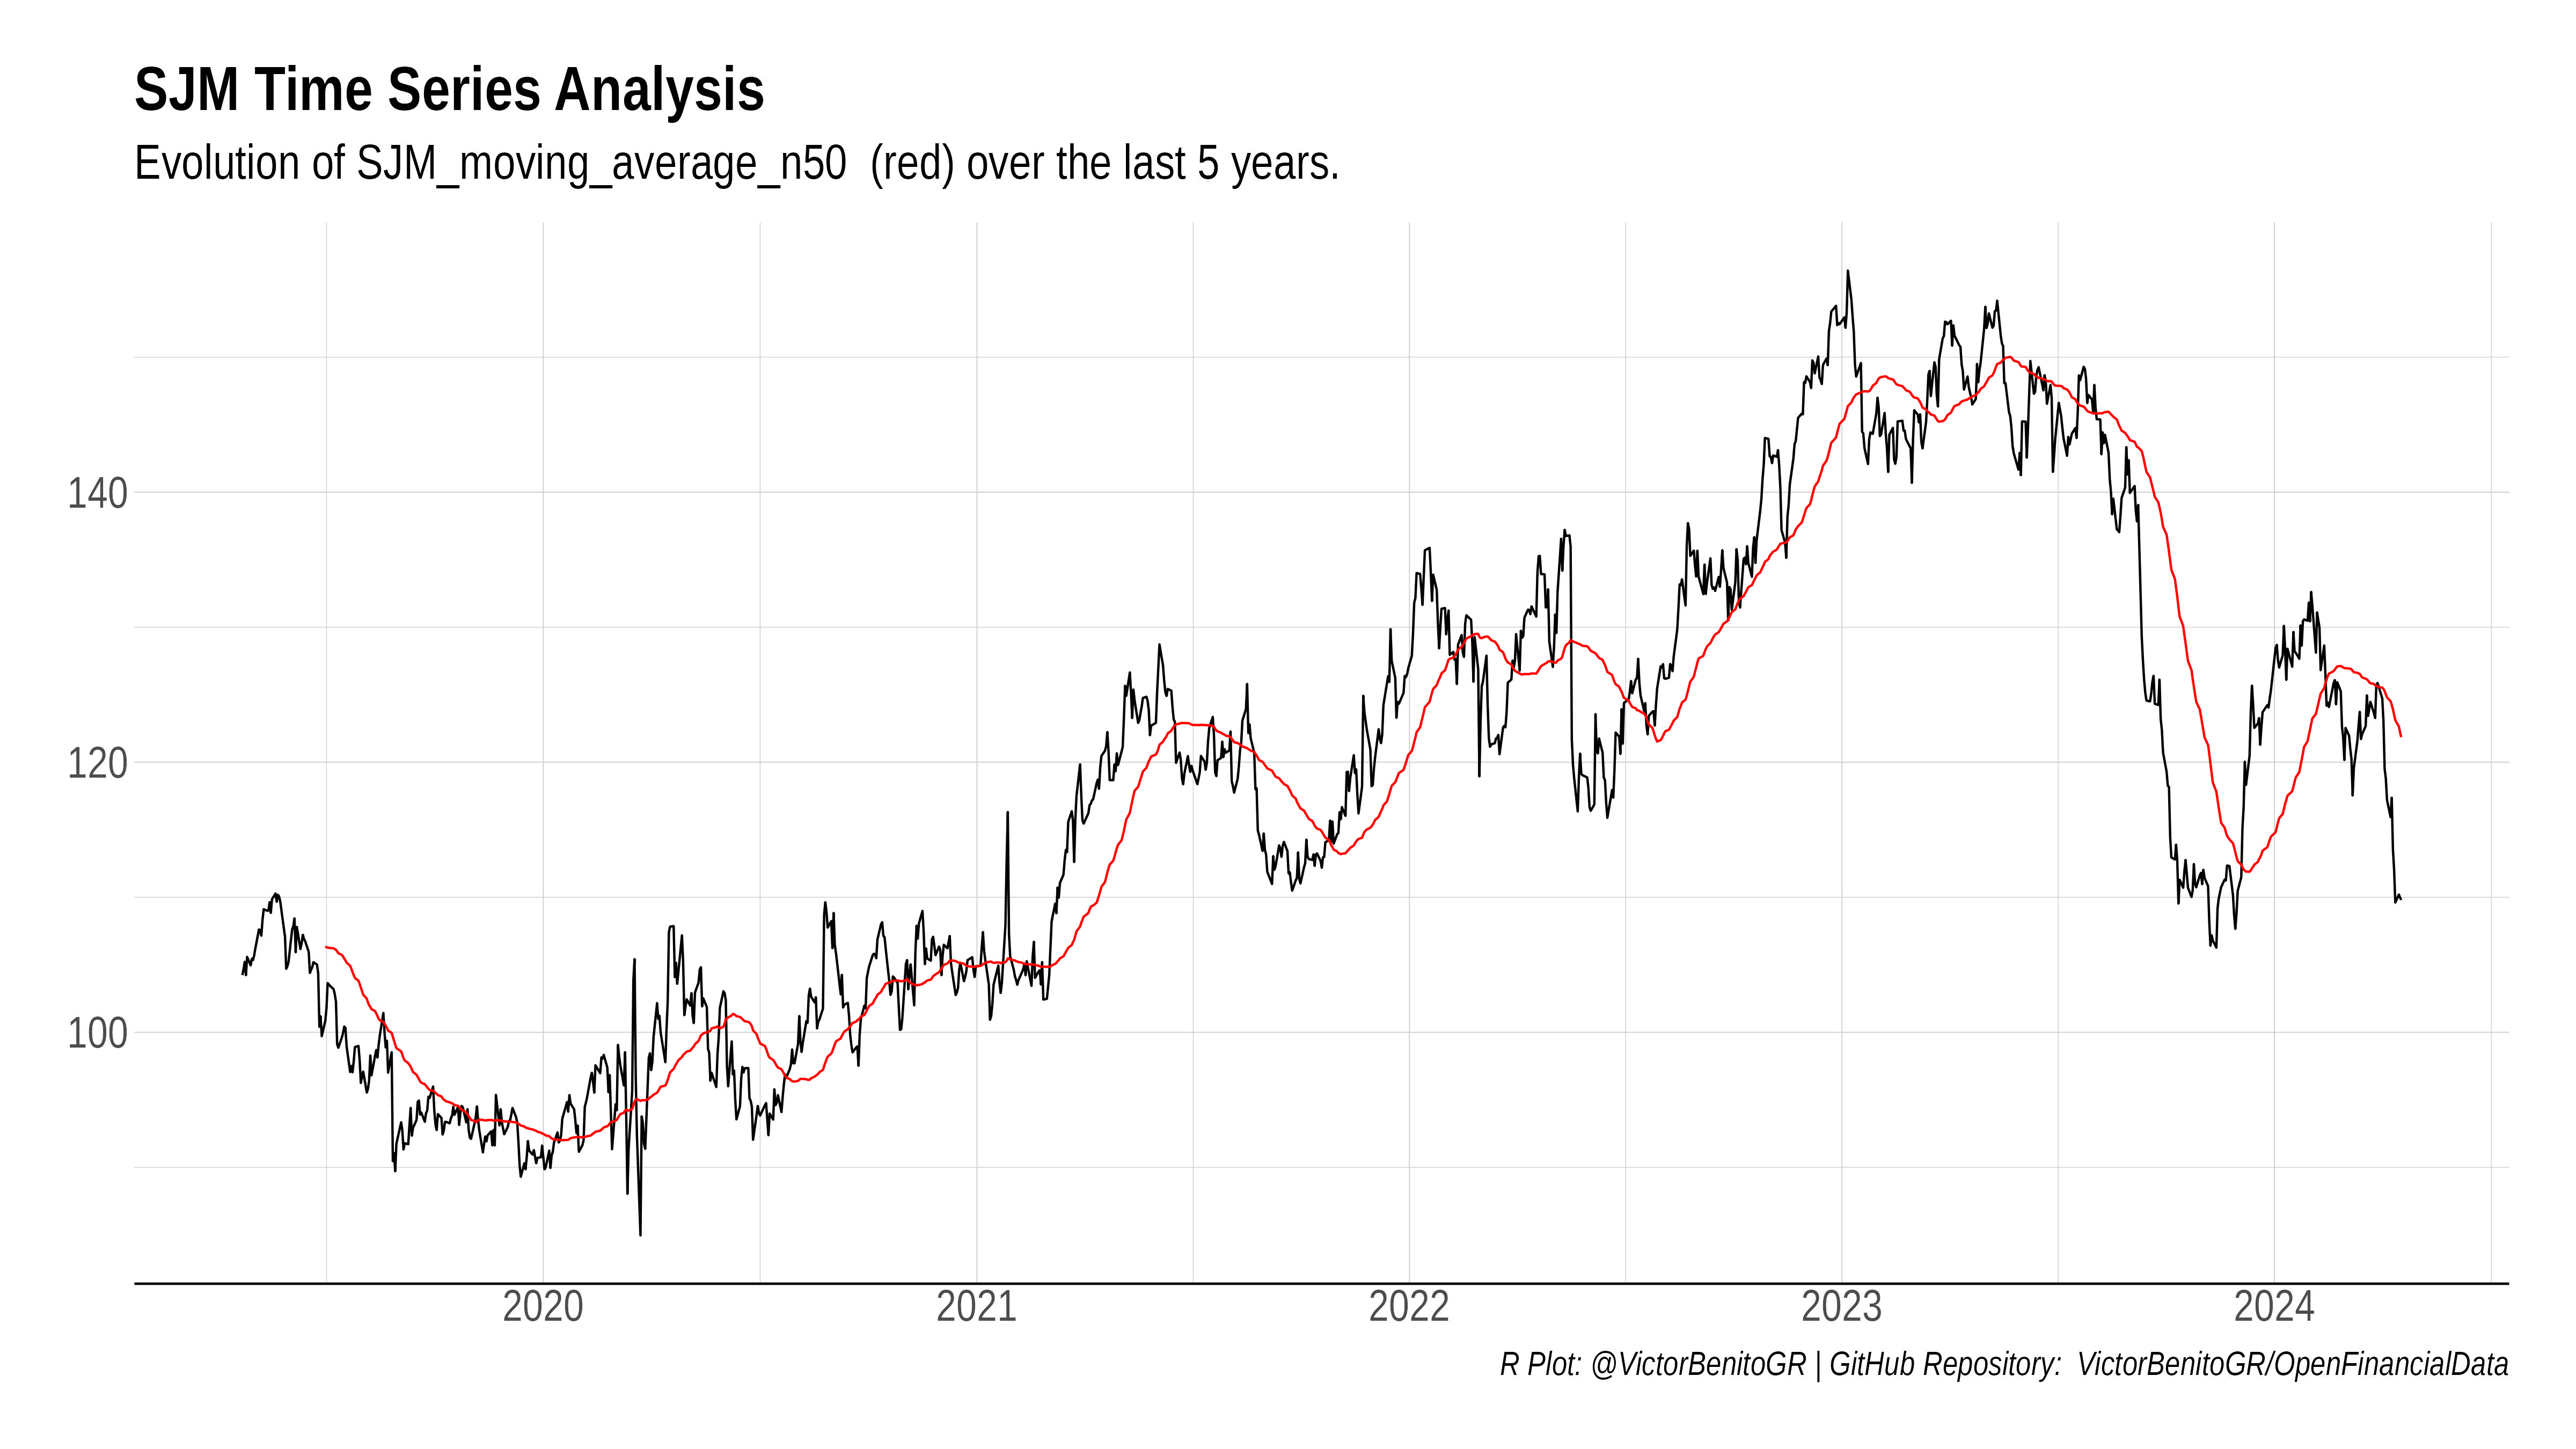 SJM Time Series Analysis
Evolution of SJM_moving_average_n50  (red) over the last 5 years.
140
120
100
2020 2021 2022 2023 2024
R Plot: @VictorBenitoGR | GitHub Repository:  VictorBenitoGR/OpenFinancialData